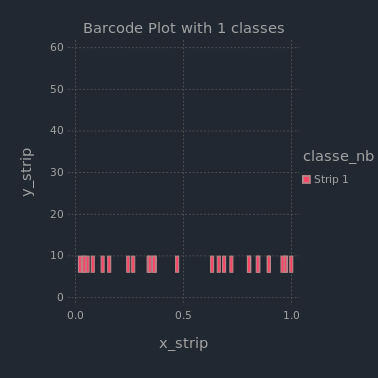 Barcode Plot with 1 classes
60
50
40
30
20
10
0
y_strip
0.0
0.5
1.0
x_strip
classe_nb
Strip 1